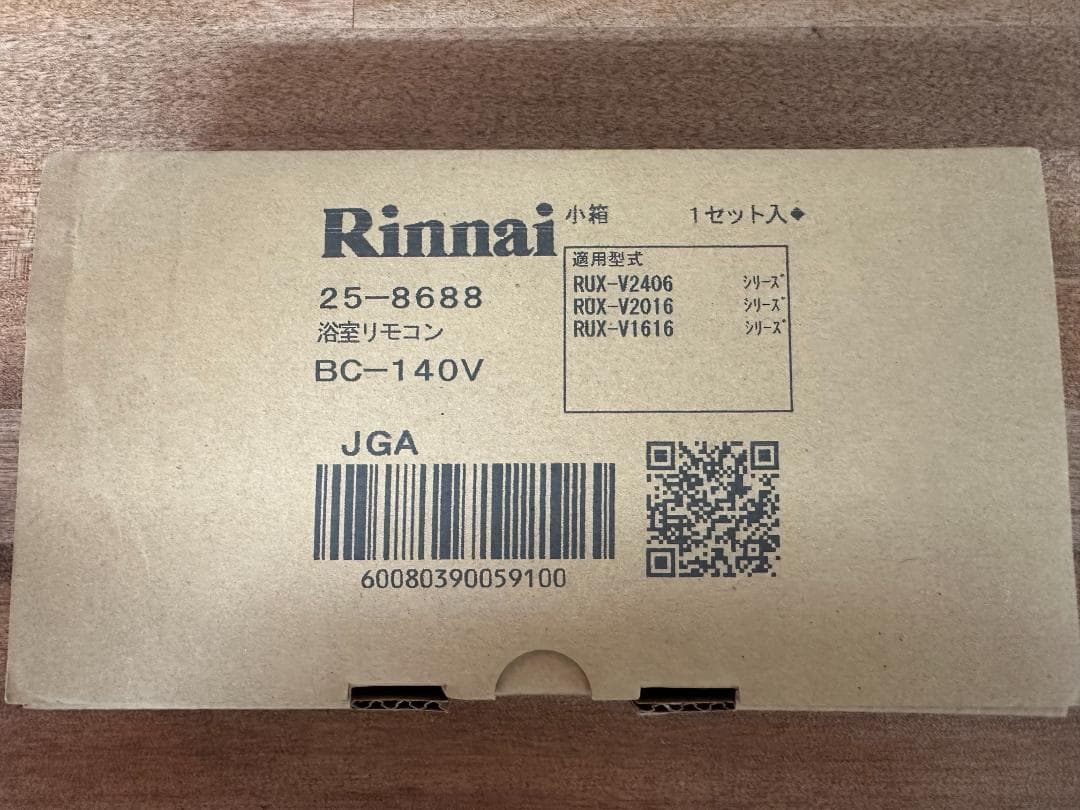 Rinnai 小箱 1セット入◆
25-8688
浴室リモコン
BC-140V
適用型式
RUX-V2406 シリーズ
RUX-V2016 シリーズ
RUX-V1616 シリーズ
JGA
60080390059100